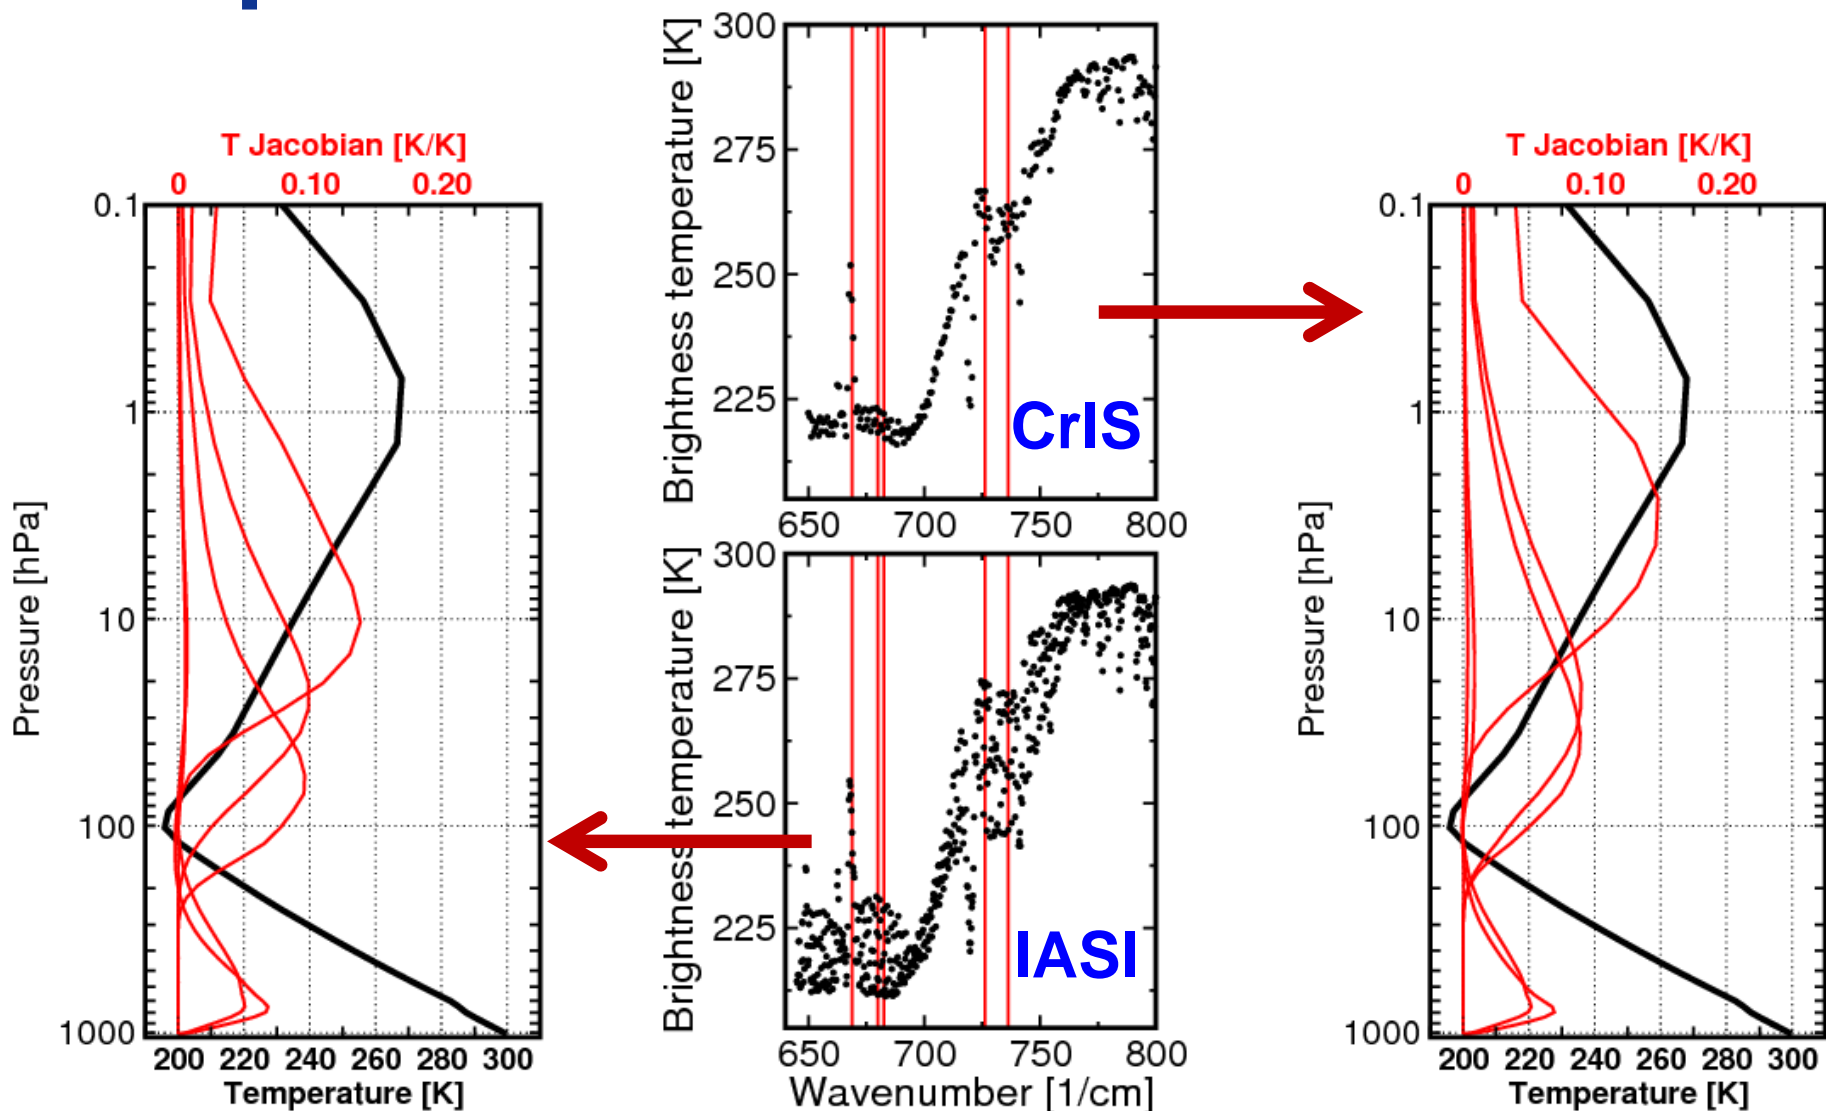 T Jacobian [K/K]
0 0.10 0.20
0.1
1
10
100
1000
Pressure [hPa]
200 220 240 260 280 300
Temperature [K]
300
275
250
225
Brightness temperature [K]
CrIS
650 700 750 800
300
275
250
225
Brightness temperature [K]
IASI
650 700 750 800
Wavenumber [1/cm]
T Jacobian [K/K]
0 0.10 0.20
0.1
1
10
100
1000
Pressure [hPa]
200 220 240 260 280 300
Temperature [K]